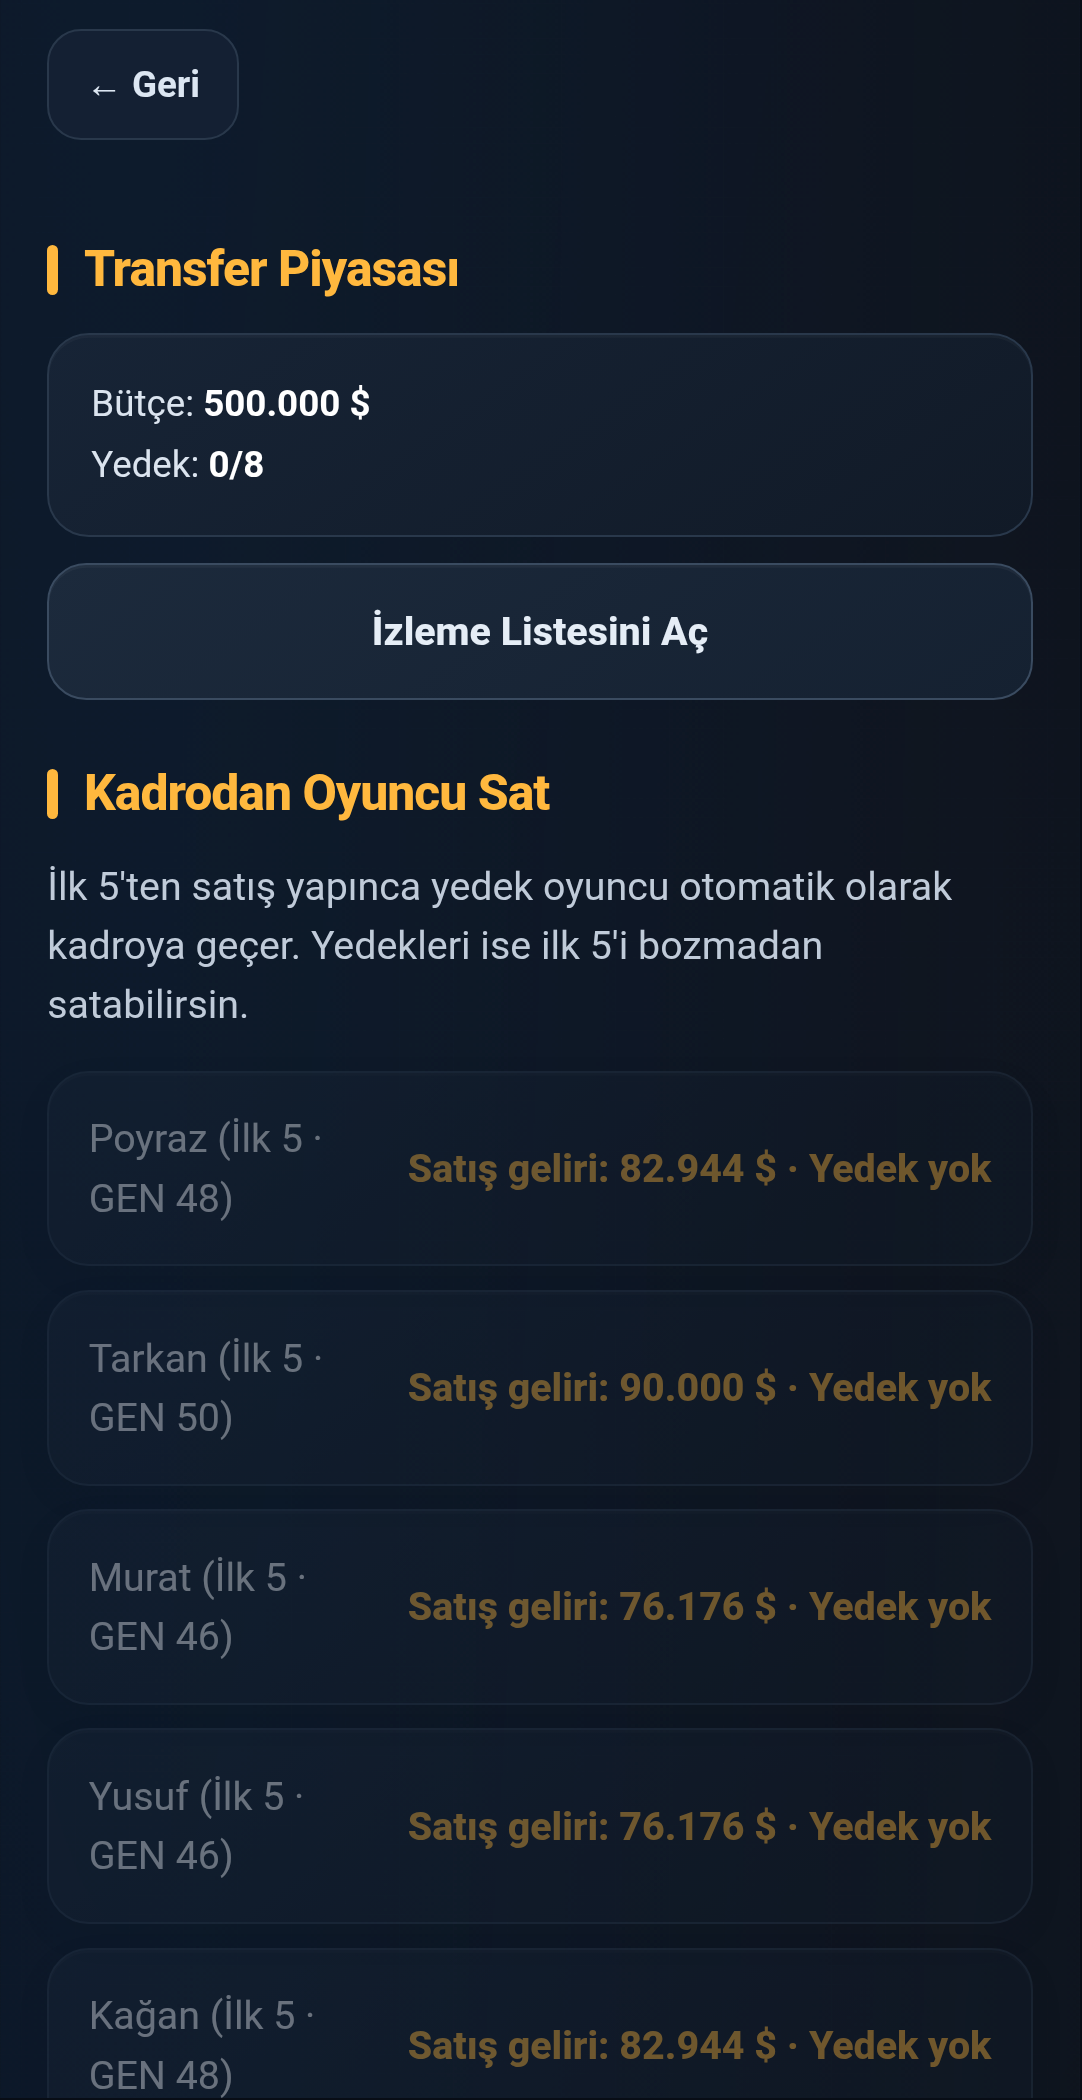 ← Geri
Transfer Piyasası
Bütçe: 500.000 $
Yedek: 0/8
İzleme Listesini Aç
Kadrodan Oyuncu Sat
İlk 5'ten satış yapınca yedek oyuncu otomatik olarak
kadroya geçer. Yedekleri ise ilk 5'i bozmadan
satabilirsin.
Poyraz (İlk 5 ·
GEN 48)
Satış geliri: 82.944 $ · Yedek yok
Tarkan (İlk 5 ·
GEN 50)
Satış geliri: 90.000 $ · Yedek yok
Murat (İlk 5 ·
GEN 46)
Satış geliri: 76.176 $ · Yedek yok
Yusuf (İlk 5 ·
GEN 46)
Satış geliri: 76.176 $ · Yedek yok
Kağan (İlk 5 ·
GEN 48)
Satış geliri: 82.944 $ · Yedek yok